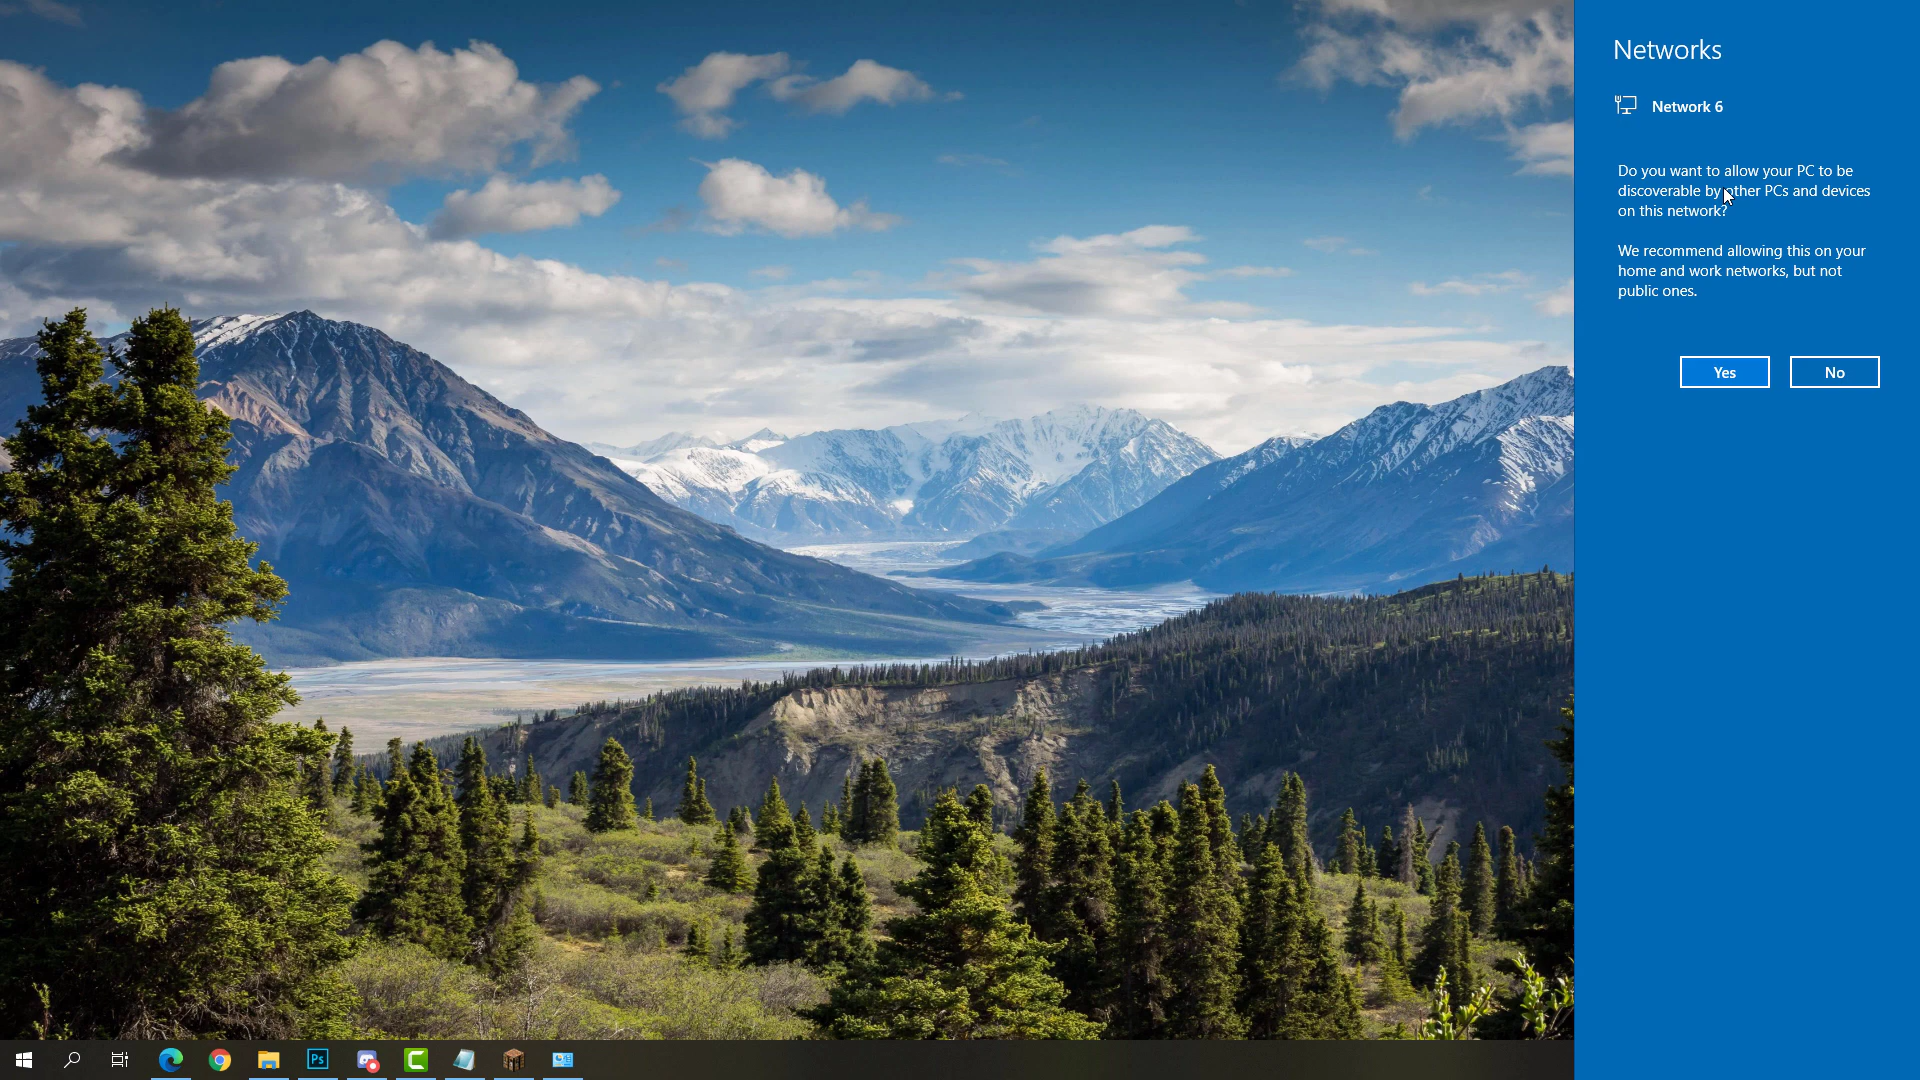 Networks
Network 6
Do you want to allow your PC to be
discoverable by other PCs and devices
on this network?
We recommend allowing this on your
home and work networks, but not
public ones.
Yes
No
Ps